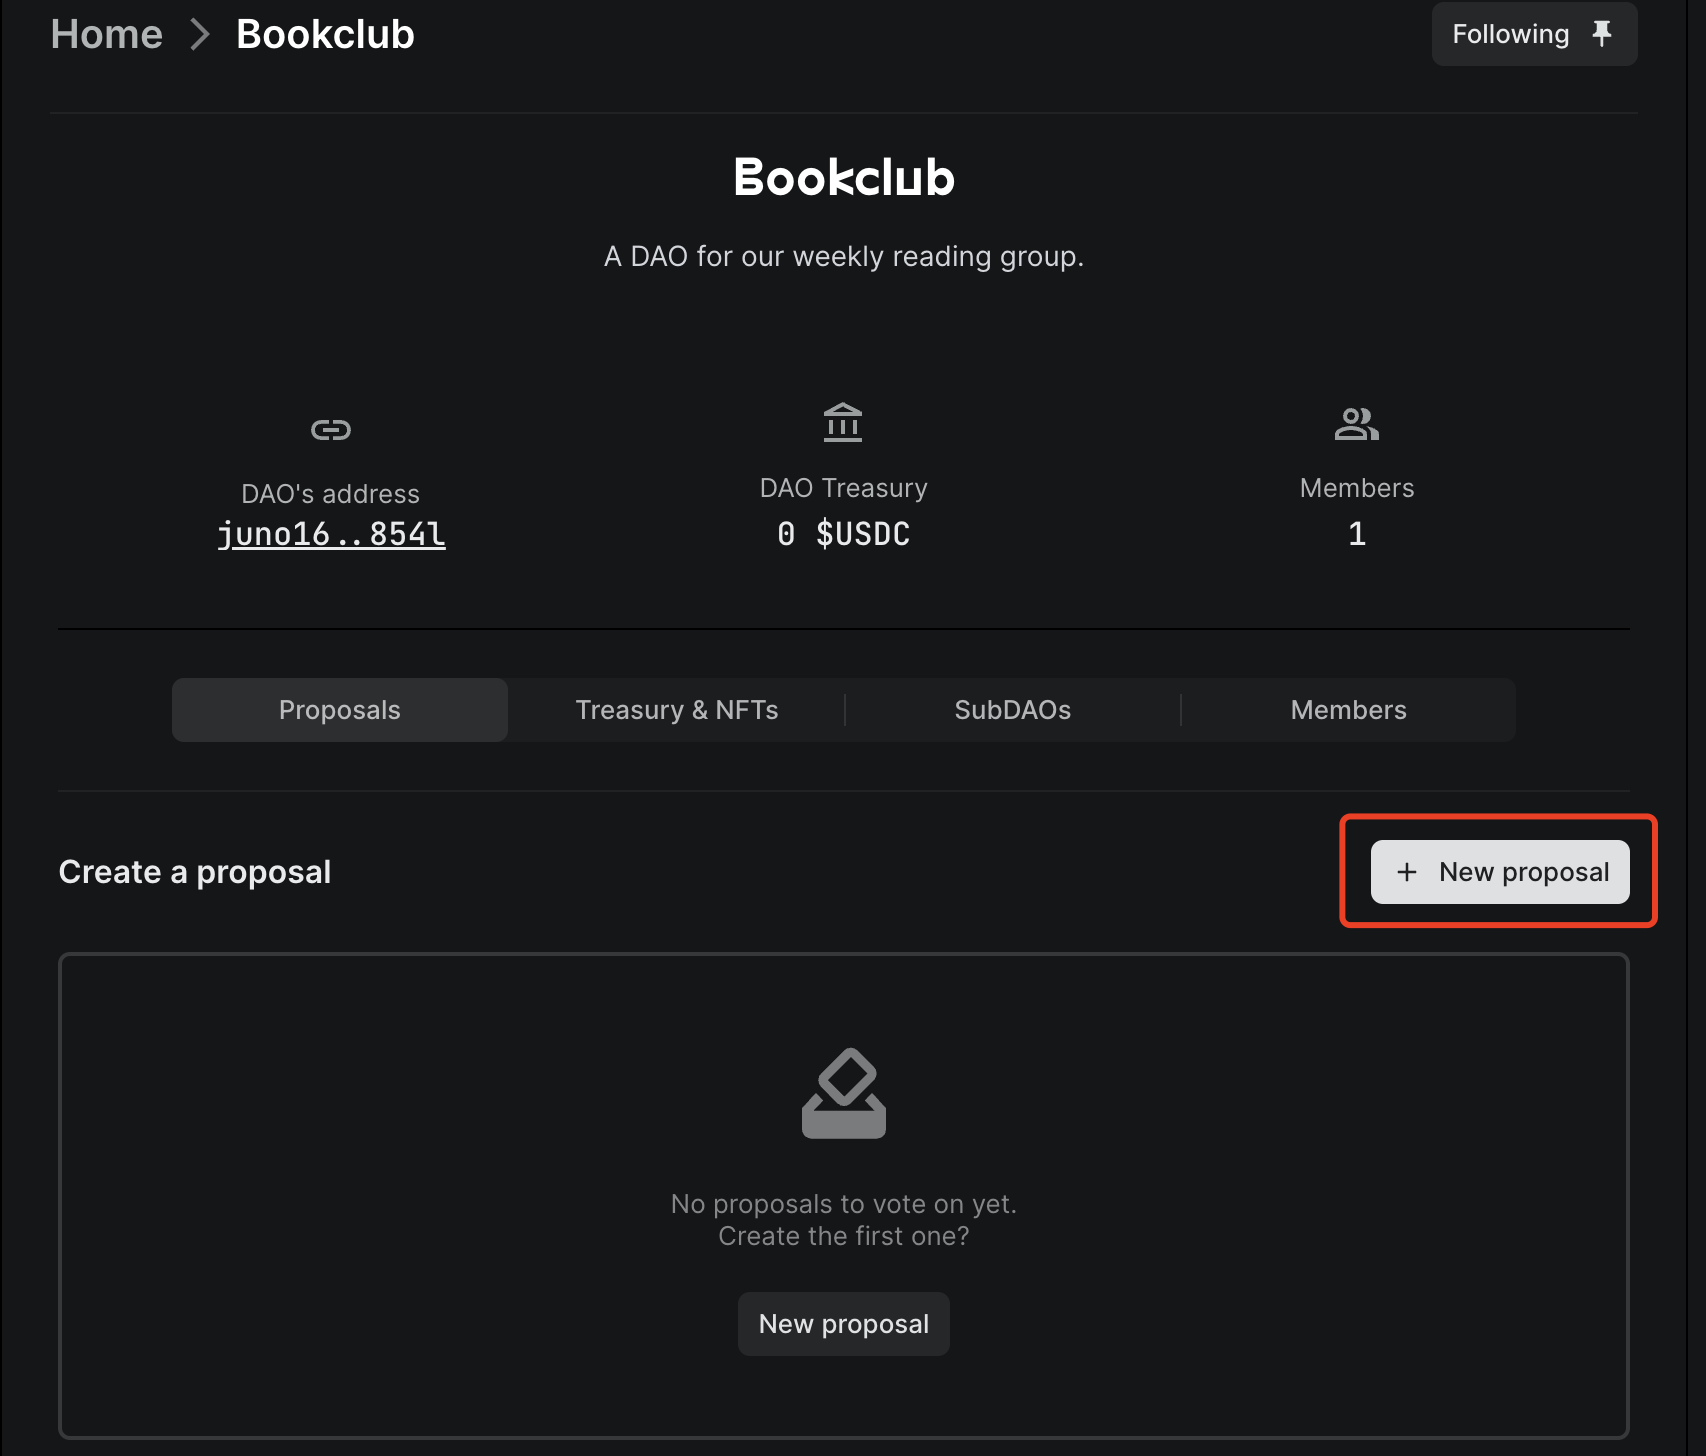 Home > Bookclub
Following
Bookclub
A DAO for our weekly reading group.
DAO's address
juno16..854l
DAO Treasury
0 $USDC
Members
1
Proposals
Treasury & NFTs
SubDAOs
Members
Create a proposal
+ New proposal
No proposals to vote on yet.
Create the first one?
New proposal